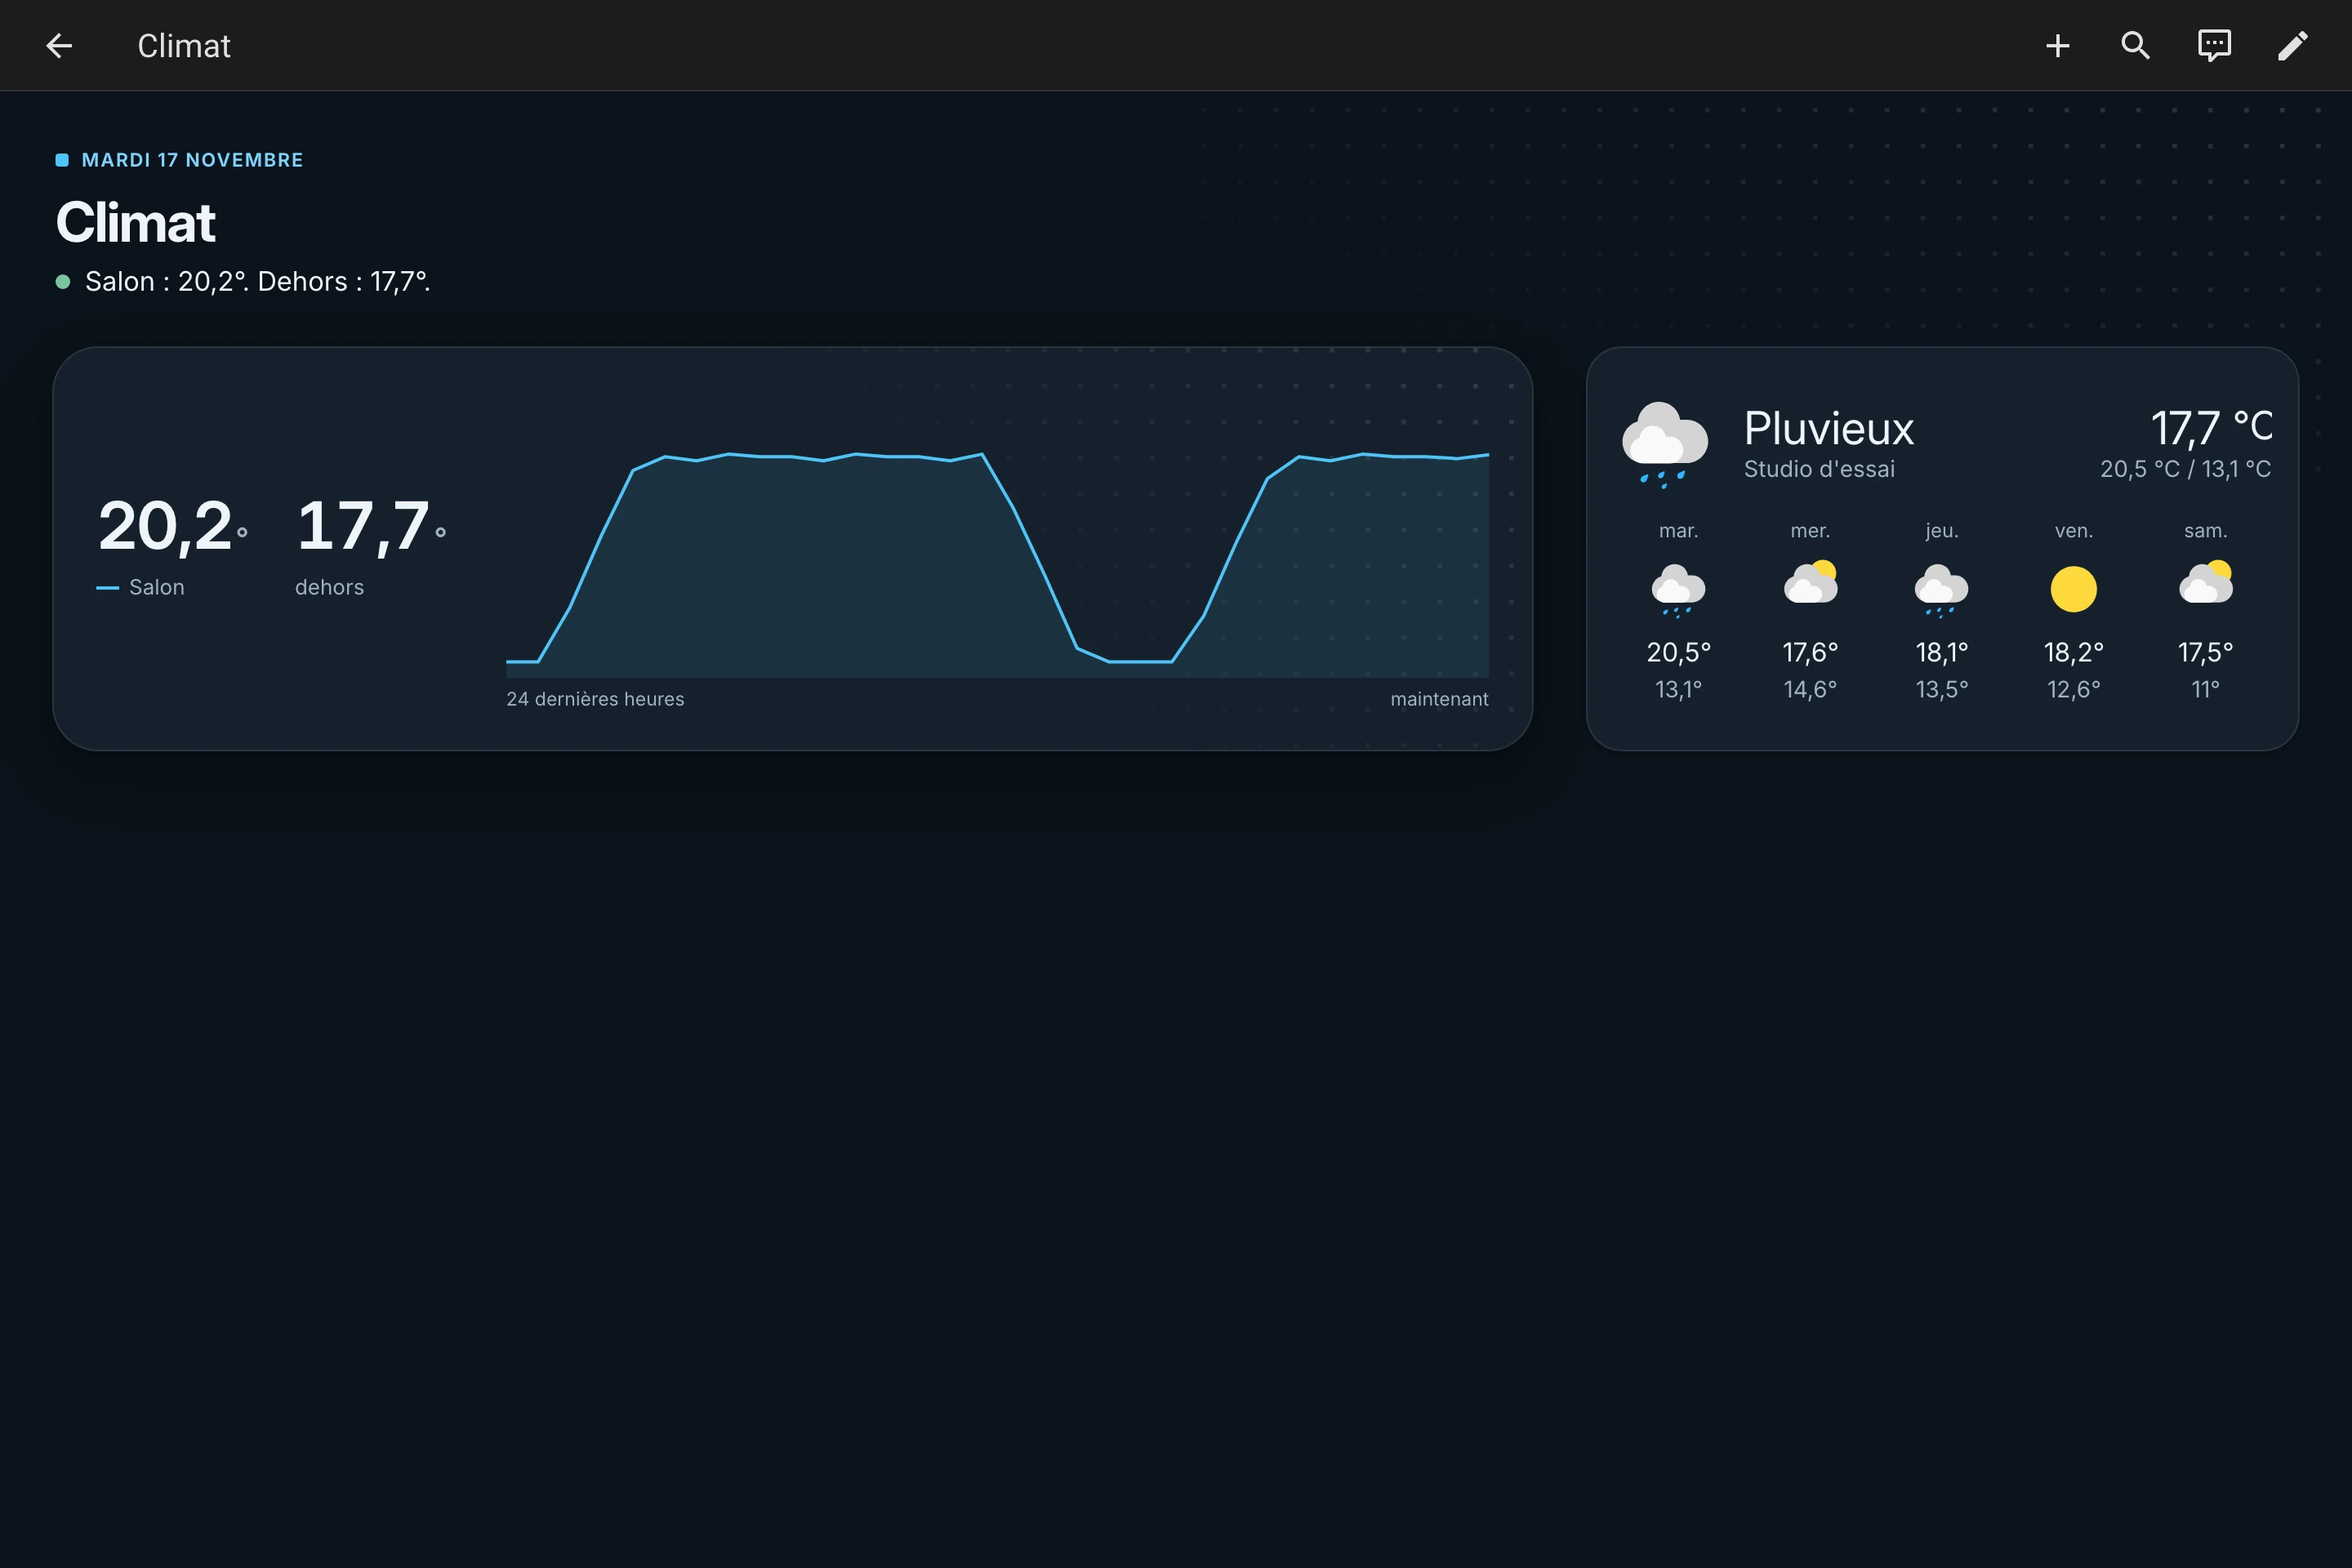 Climat
MARDI 17 NOVEMBRE
Climat
Salon : 20,2°. Dehors : 17,7°.
20,2° 17,7°
Salon dehors
24 dernières heures maintenant
Pluvieux 17,7 °C
Studio d'essai 20,5 °C / 13,1 °C
mar. mer. jeu. ven. sam.
20,5° 17,6° 18,1° 18,2° 17,5°
13,1° 14,6° 13,5° 12,6° 11°